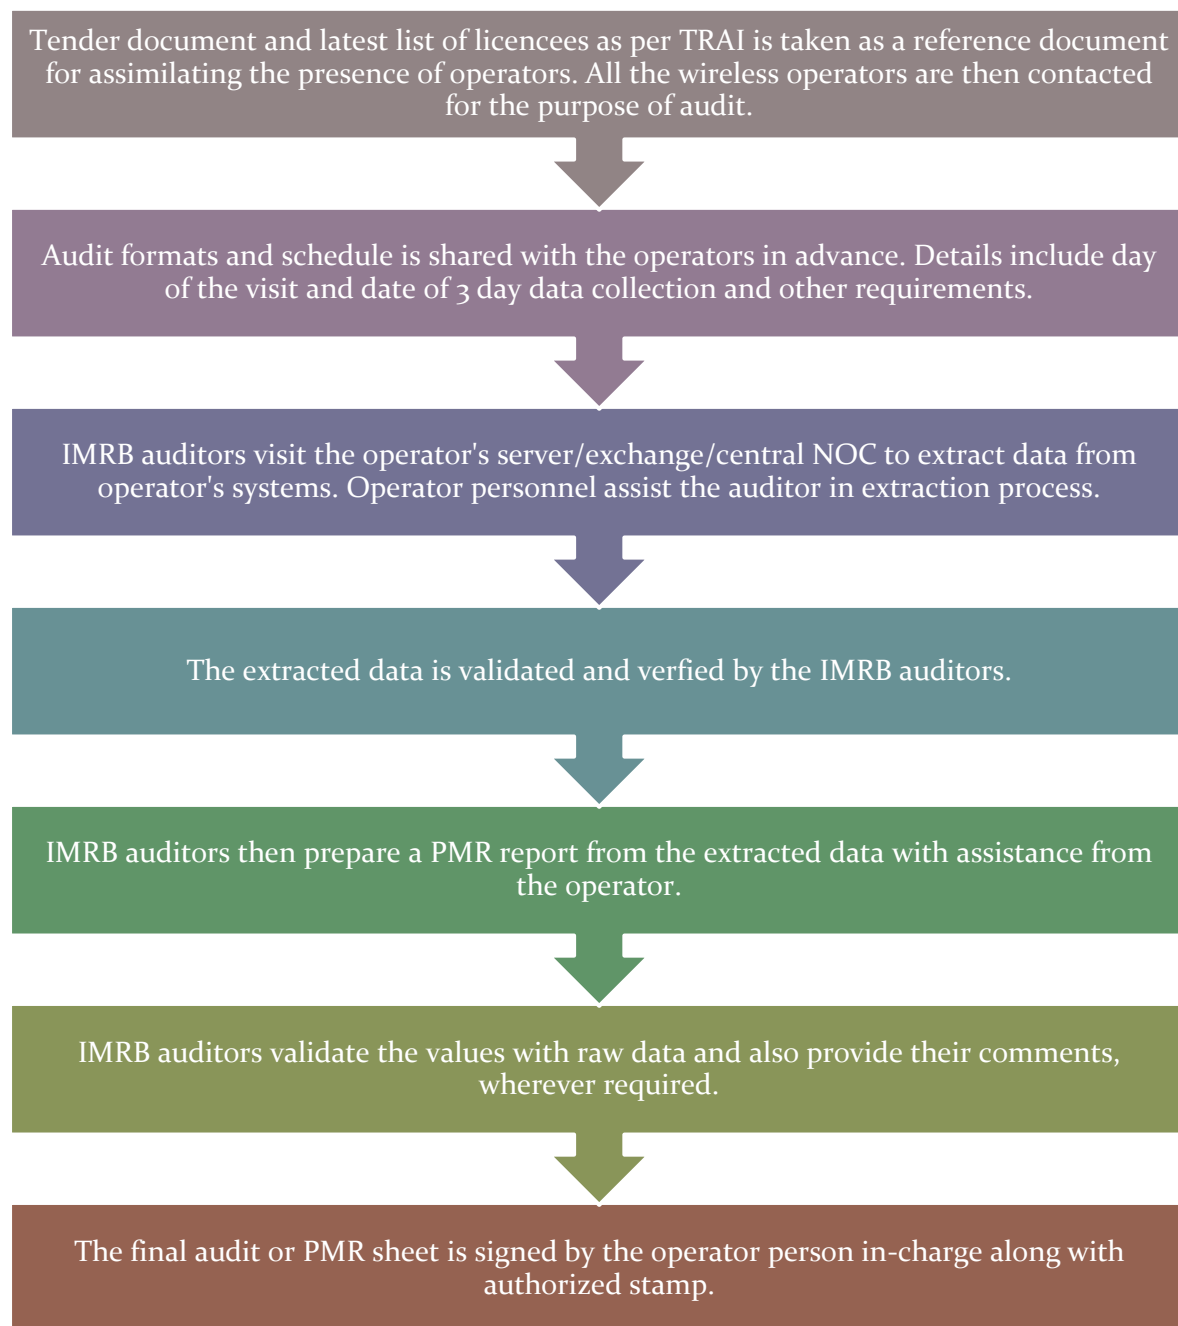 Tender document and latest list of licencees as per TRAI is taken as a reference document
for assimilating the presence of operators. All the wireless operators are then contacted
for the purpose of audit.
Audit formats and schedule is shared with the operators in advance. Details include day
of the visit and date of 3 day data collection and other requirements.
IMRB auditors visit the operator's server/exchange/central NOC to extract data from
operator's systems. Operator personnel assist the auditor in extraction process.
The extracted data is validated and verfied by the IMRB auditors.
IMRB auditors then prepare a PMR report from the extracted data with assistance from
the operator.
IMRB auditors validate the values with raw data and also provide their comments,
wherever required.
The final audit or PMR sheet is signed by the operator person in-charge along with
authorized stamp.